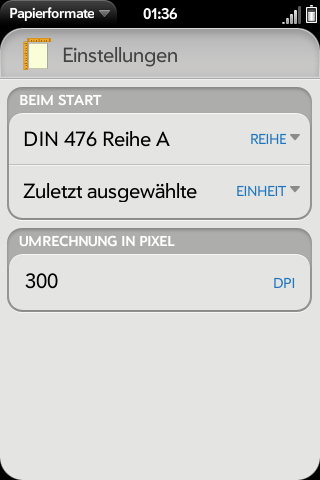 Papierformate 01:36
Einstellungen
BEIM START
DIN 476 Reihe A REIHE
Zuletzt ausgewählte EINHEIT
UMRECHNUNG IN PIXEL
300 DPI